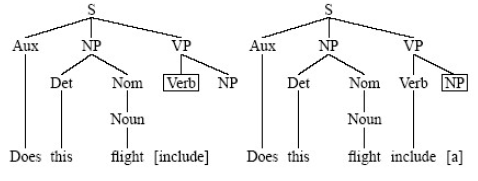 S S
Aux NP VP Aux NP VP
Det Nom Verb NP Det Nom Verb NP
Noun Noun
Does this flight [include] Does this flight include [a]